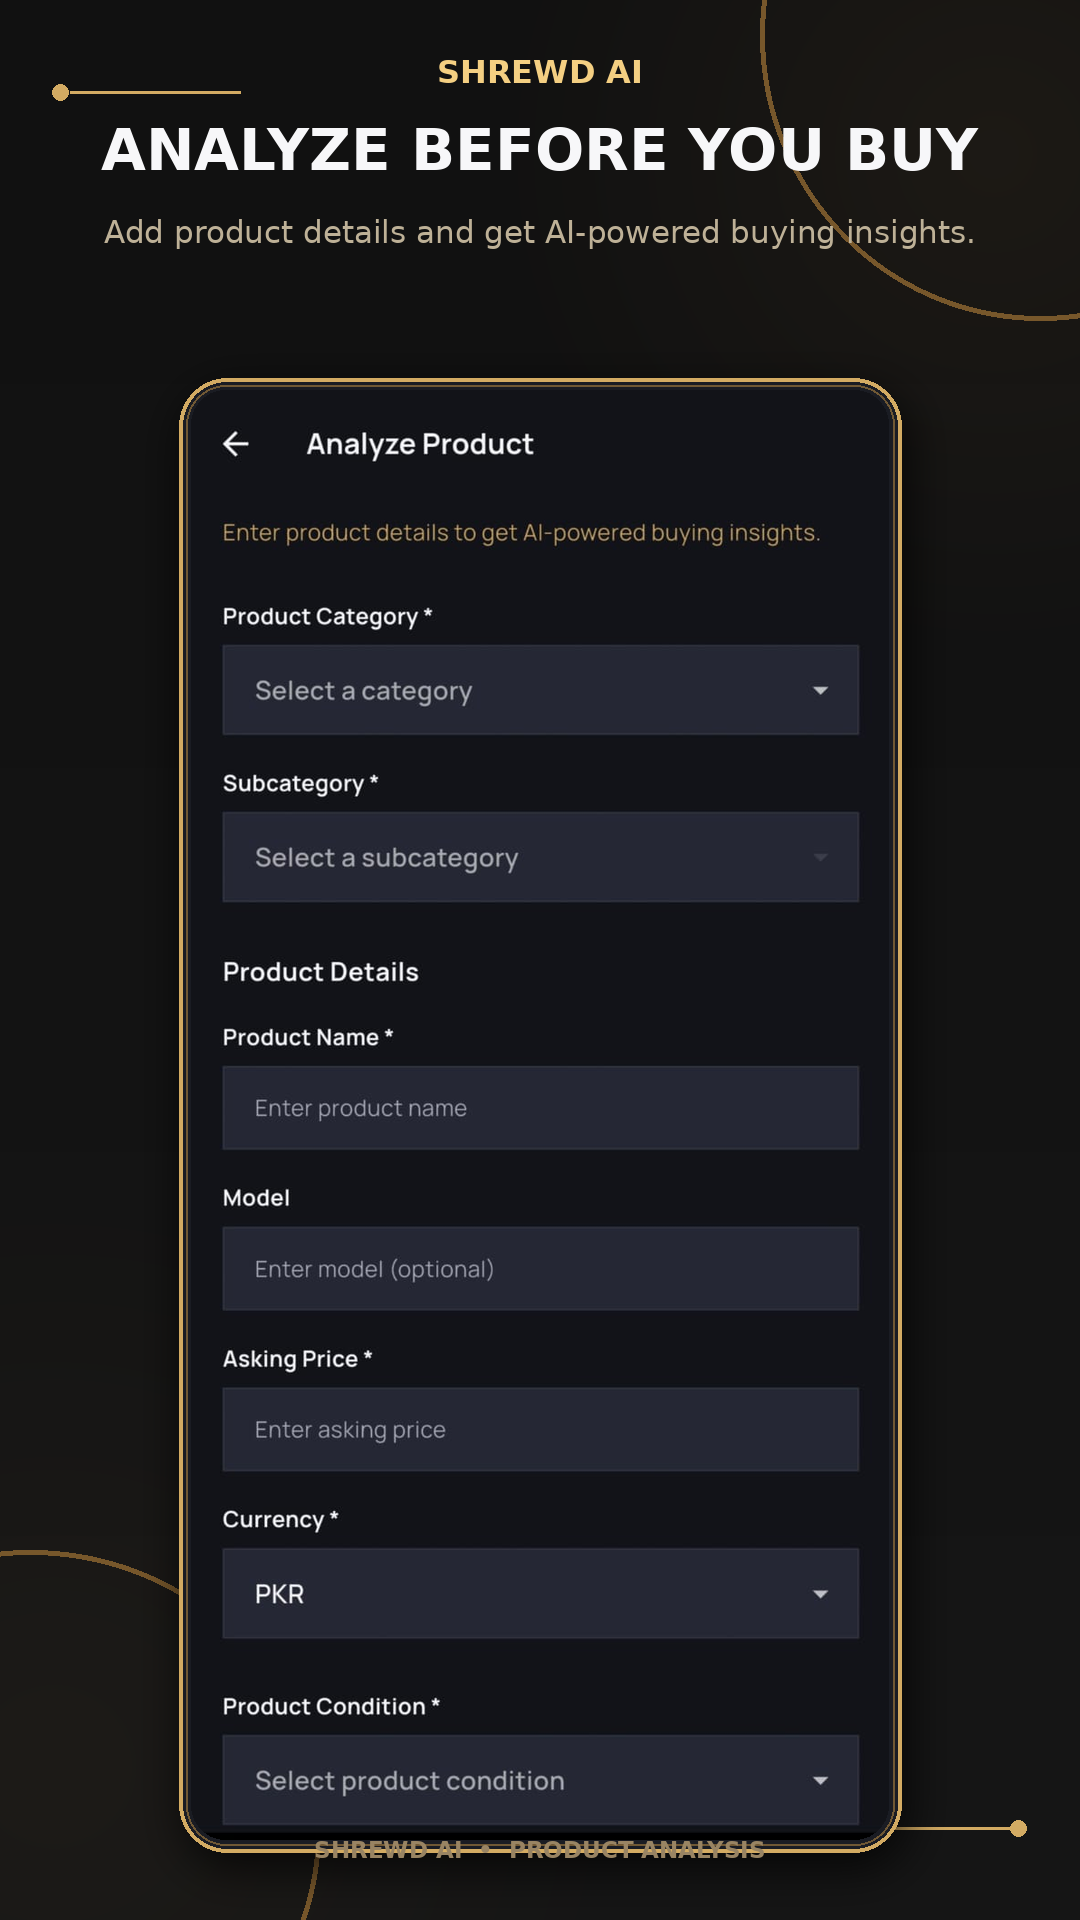 SHREWD AI
ANALYZE BEFORE YOU BUY
Add product details and get AI-powered buying insights.
Analyze Product
Enter product details to get AI-powered buying insights.
Product Category *
Select a category
Subcategory *
Select a subcategory
Product Details
Product Name *
Enter product name
Model
Enter model (optional)
Asking Price *
Enter asking price
Currency *
PKR
Product Condition *
Select product condition
SHREWD AI • PRODUCT ANALYSIS